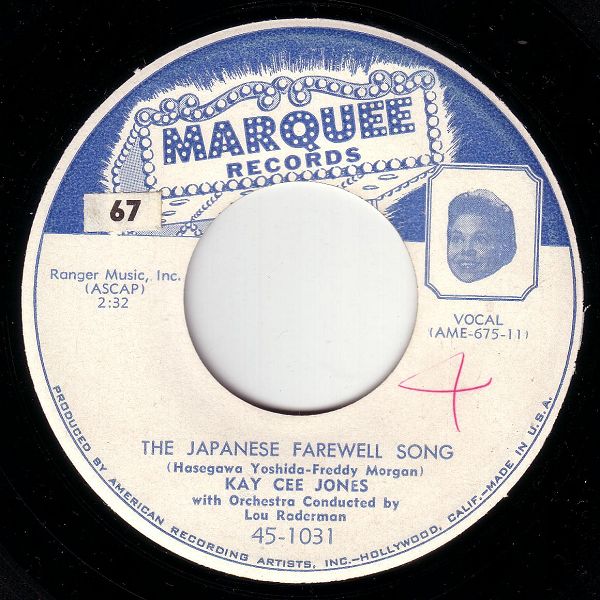 MARQUEE
RECORDS
67
Ranger Music, Inc.
(ASCAP)
2:32
VOCAL
(AME-675-11)
4
THE JAPANESE FAREWELL SONG
(Hasegawa Yoshida-Freddy Morgan)
KAY CEE JONES
with Orchestra Conducted by
Lou Raderman
45-1031
PRODUCED BY AMERICAN RECORDING ARTISTS, INC.-HOLLYWOOD, CALIF.-MADE IN U.S.A.